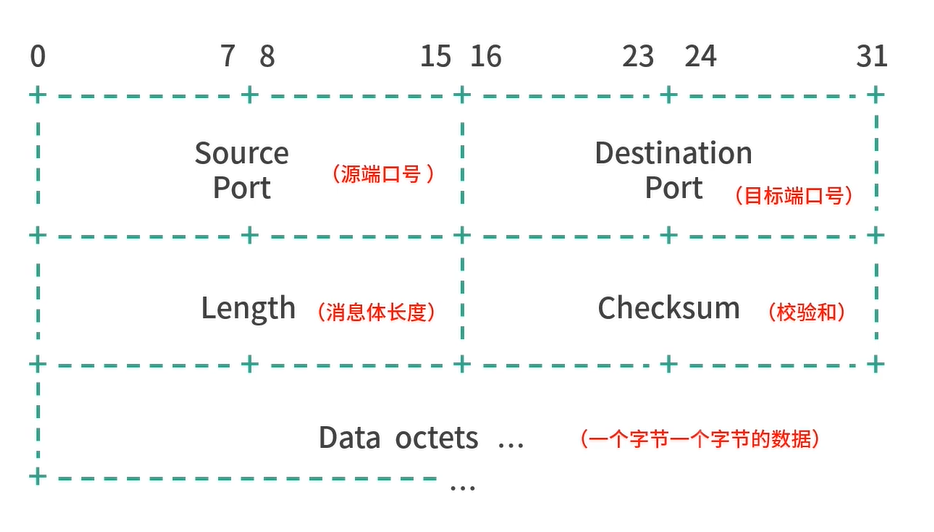 0 7 8 15 16 23 24 31
Source
Port
（源端口号 ）
Destination
Port
（目标端口号）
Length （消息体长度）
Checksum （校验和）
Data octets ... （一个字节一个字节的数据）
...